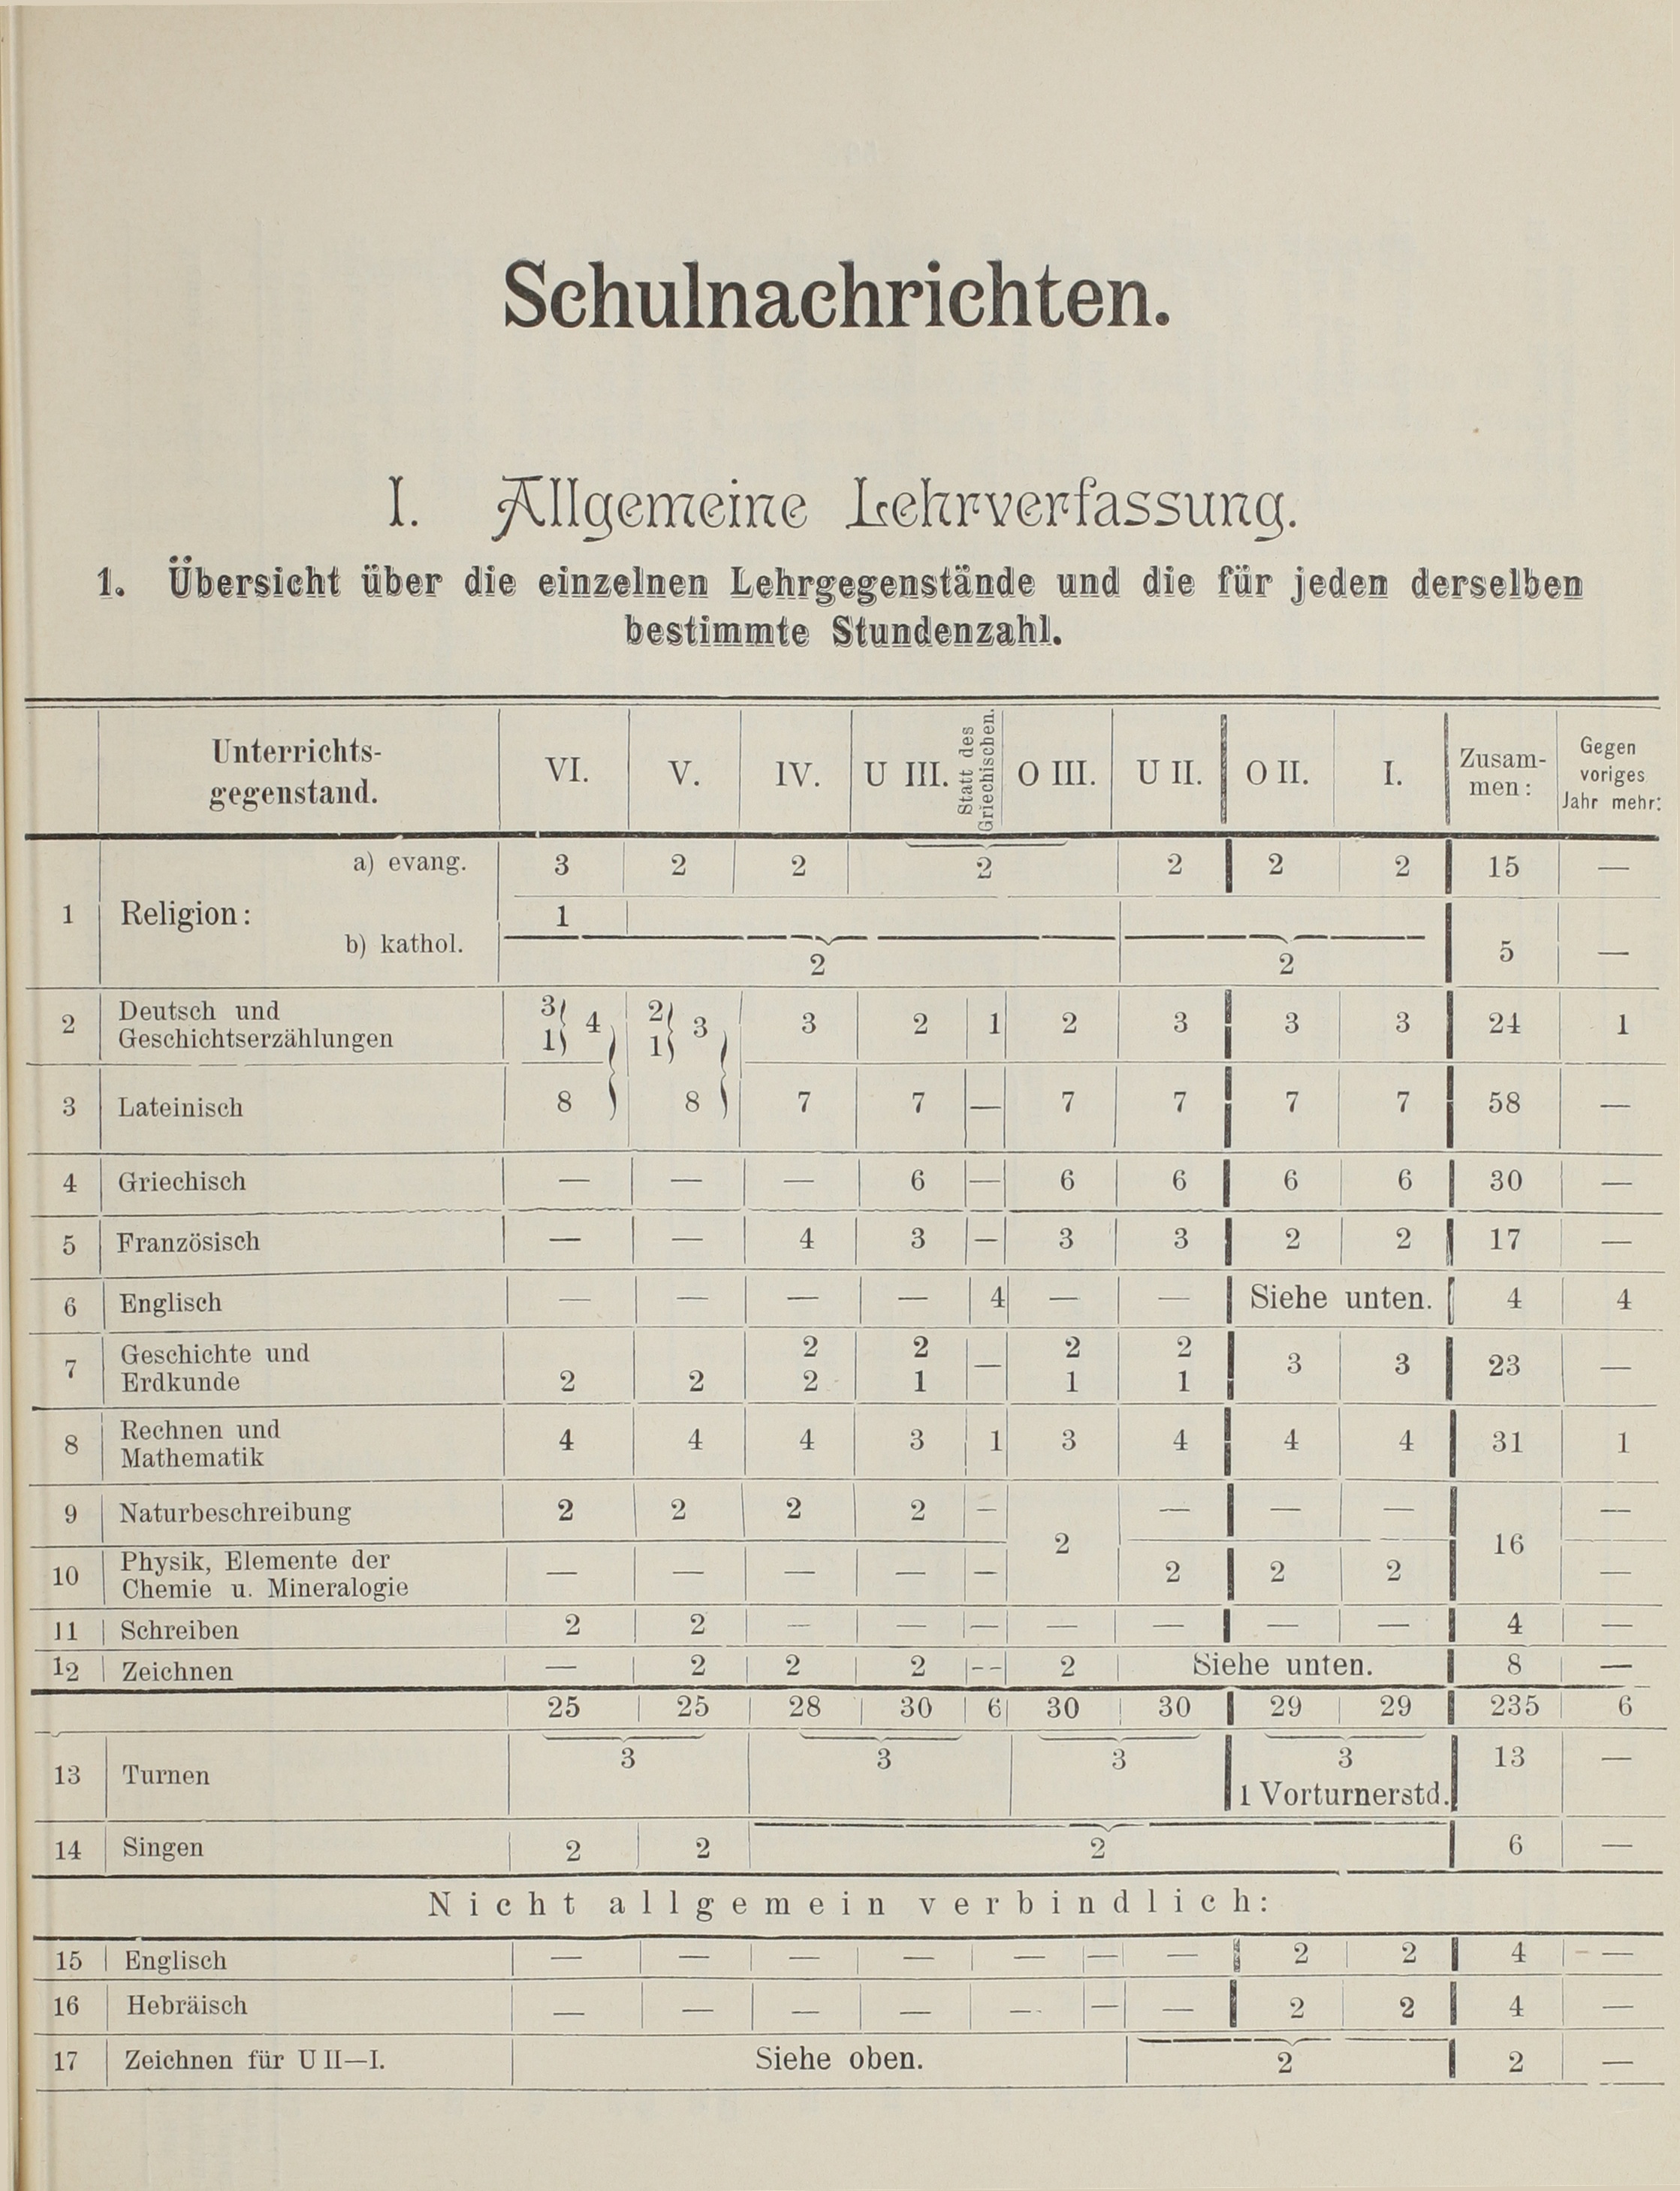 Schulnachrichten.
I. Allgemeine Lehrverfassung.
1. Übersicht über die einzelnen Lehrgegenstände und die für jeden derselben
bestimmte Stundenzahl.
Unterrichts-
gegenstand.
VI.
V.
IV.
U III.
Statt des
Griechischen.
O III.
U II.
O II.
I.
Zusam-
men:
Gegen
voriges
Jahr mehr:
1 Religion:
a) evang. 3 2 2 2 2 2 2 15 —
b) kathol. 1 2 2 5 —
2 Deutsch und
Geschichtserzählungen
3 1 } 4 2 1 } 3 3 2 1 2 3 3 3 24 1
3 Lateinisch 8 8 7 7 — 7 7 7 7 58 —
4 Griechisch — — — 6 — 6 6 6 6 30 —
5 Französisch — — 4 3 — 3 3 2 2 17 —
6 Englisch — — — — 4 — — Siehe unten. 4 4
7 Geschichte und
Erdkunde
2 2 2 2 — 3 3 23 —
2 2 2 1 1 1
8 Rechnen und
Mathematik
4 4 4 3 1 3 4 4 4 31 1
9 Naturbeschreibung 2 2 2 2 — 2 — — — 16 —
10 Physik, Elemente der
Chemie u. Mineralogie
— — — — — 2 2 2 —
11 Schreiben 2 2 — — — — — — — 4 —
12 Zeichnen — 2 2 2 -- 2 Siehe unten. 8 —
25 25 28 30 6 30 30 29 29 235 6
13 Turnen 3 3 3 3 13 —
1 Vorturnerstd.
14 Singen 2 2 2 6 —
Nicht allgemein verbindlich:
15 Englisch — — — — — — — 2 2 4 —
16 Hebräisch — — — — — — — 2 2 4 —
17 Zeichnen für U II—I. Siehe oben. 2 2 —